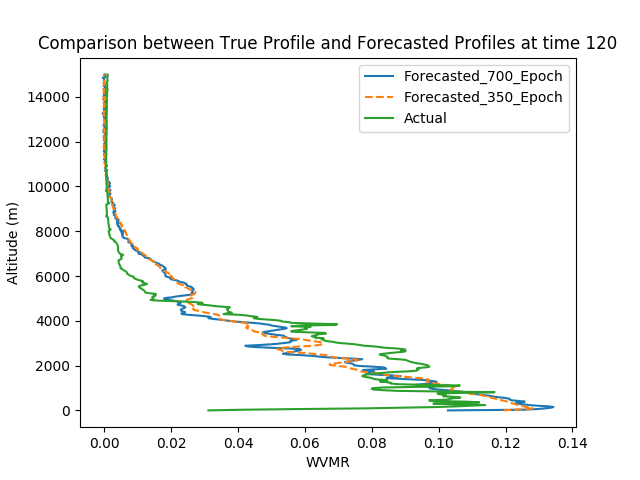 Comparison between True Profile and Forecasted Profiles at time 120
Forecasted_700_Epoch
Forecasted_350_Epoch
Actual
Altitude (m)
14000
12000
10000
8000
6000
4000
2000
0
0.00 0.02 0.04 0.06 0.08 0.10 0.12 0.14
WVMR